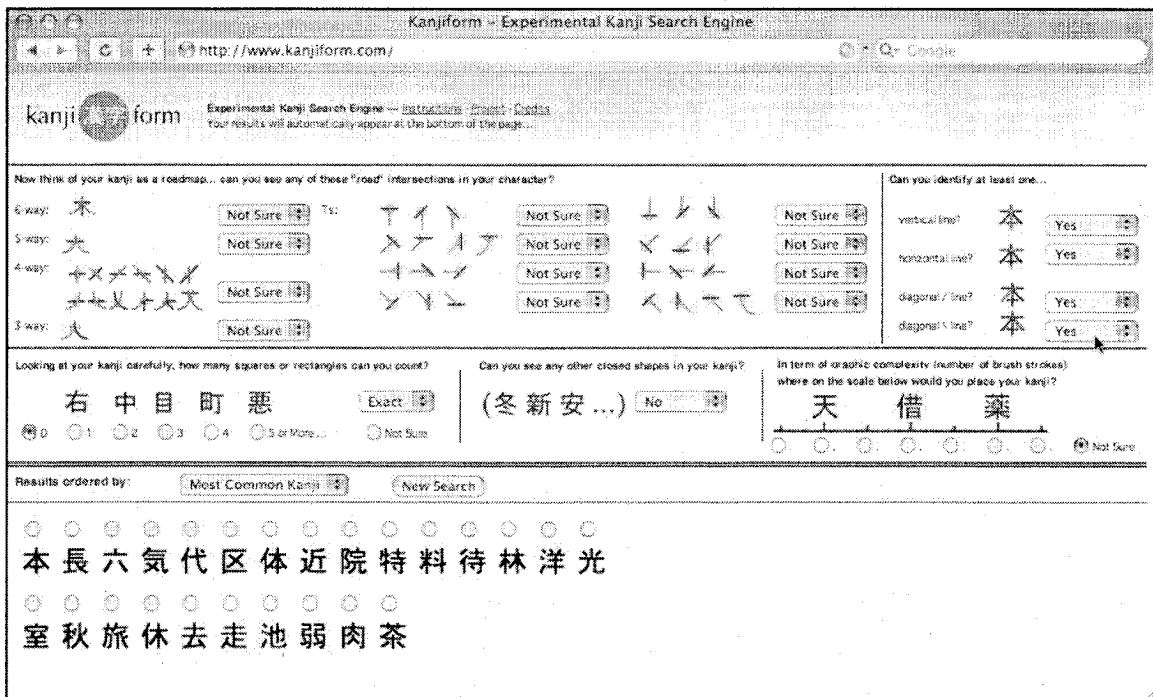 Kanjiform – Experimental Kanji Search Engine
http://www.kanjiform.com/
Google
kanji form
Experimental Kanji Search Engine — Instructions · Project · Credits
Your results will automatically appear at the bottom of the page...
Now think of your kanji as a roadmap... can you see any of these "road" intersections in your character?
Can you identify at least one...
6-way: Not Sure Ts: Not Sure Not Sure
5-way: Not Sure Not Sure Not Sure
4-way: Not Sure Not Sure Not Sure
Not Sure Not Sure
3-way: Not Sure
vertical line? 本 Yes
horizontal line? 本 Yes
diagonal / line? 本 Yes
diagonal \ line? 本 Yes
Looking at your kanji carefully, how many squares or rectangles can you count?
右 中 目 町 悪 Exact
0 1 2 3 4 5 or More... Not Sure
Can you see any other closed shapes in your kanji?
(冬 新 安 ...) No
In term of graphic complexity (number of brush strokes)
where on the scale below would you place your kanji?
天 借 薬
Not Sure
Results ordered by: Most Common Kanji New Search
本 長 六 気 代 区 体 近 院 特 料 待 林 洋 光
室 秋 旅 休 去 走 池 弱 肉 茶